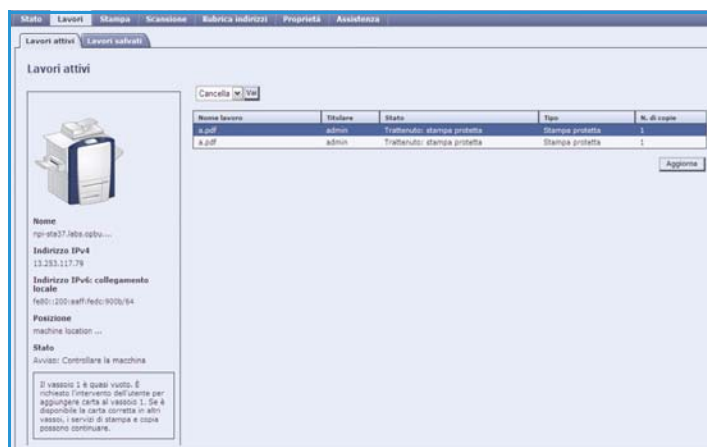 Stato Lavori Stampa Scansione Rubrica indirizzi Proprietà Assistenza
Lavori attivi Lavori salvati
Lavori attivi
Cancella Vai
Nome lavoro Titolare Stato Tipo N. di copie
a.pdf admin Trattenuto: stampa protetta Stampa protetta 1
a.pdf admin Trattenuto: stampa protetta Stampa protetta 1
Aggiorna
Nome
Indirizzo IPv4
13.253.117.79
Indirizzo IPv6: collegamento
locale
Posizione
machine location ...
Stato
Avviso: Controllare la macchina
Il vassoio 1 è quasi vuoto. È
richiesto l'intervento dell'utente per
aggiungere carta al vassoio 1. Se è
disponibile la carta corretta in altri
vassoi, i servizi di stampa e copia
possono continuare.